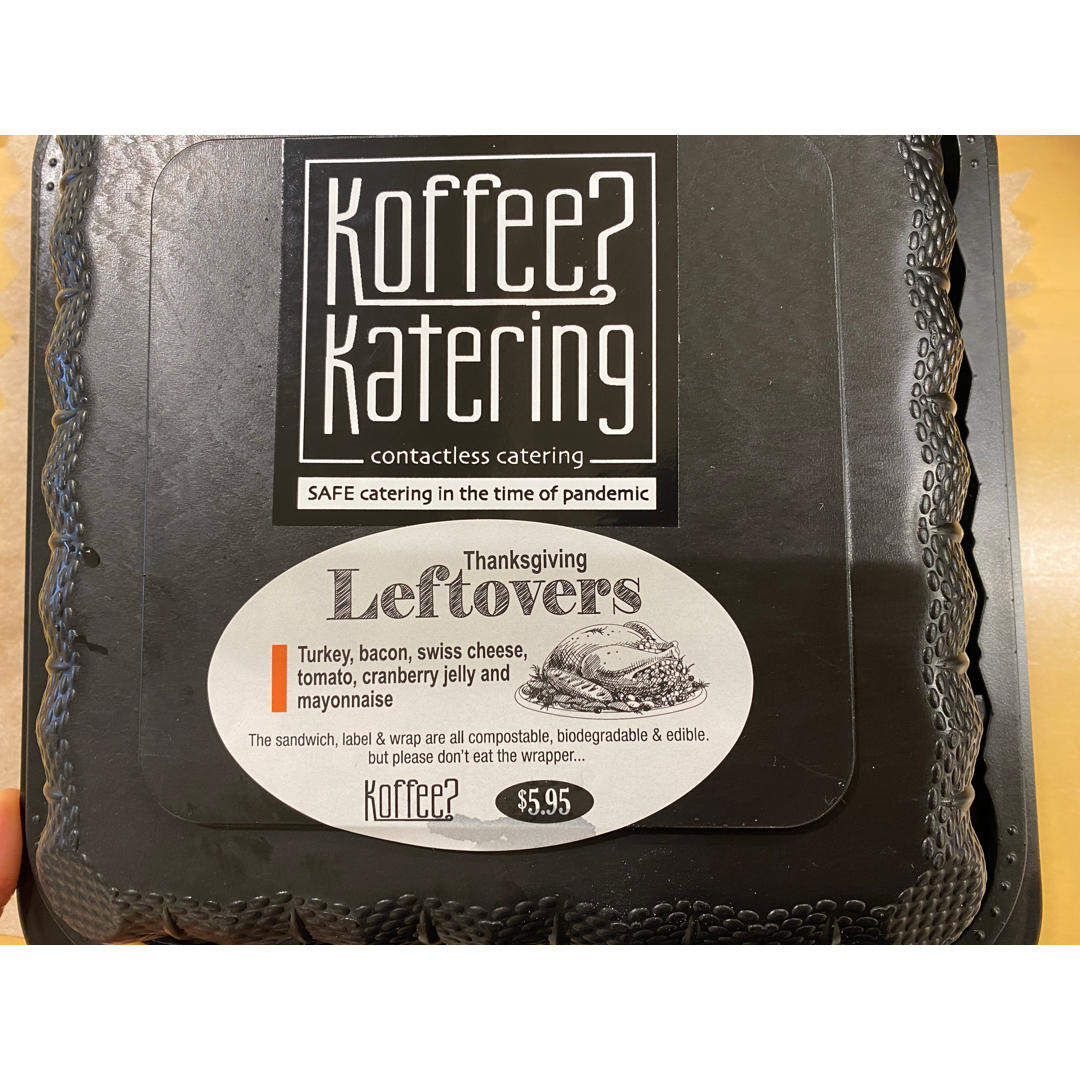 Koffee?
Katering
contactless catering
SAFE catering in the time of pandemic
Thanksgiving
Leftovers
Turkey, bacon, swiss cheese,
tomato, cranberry jelly and
mayonnaise
The sandwich, label & wrap are all compostable, biodegradable & edible.
but please don't eat the wrapper...
Koffee? $5.95